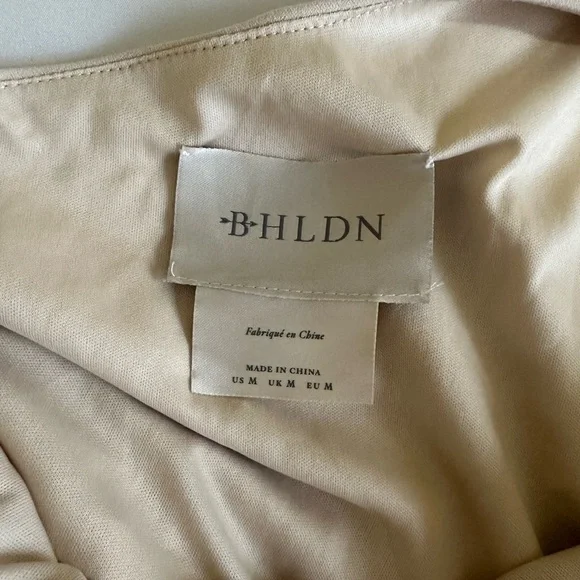 BHLDN
Fabriqué en Chine
MADE IN CHINA
US M UK M EU M